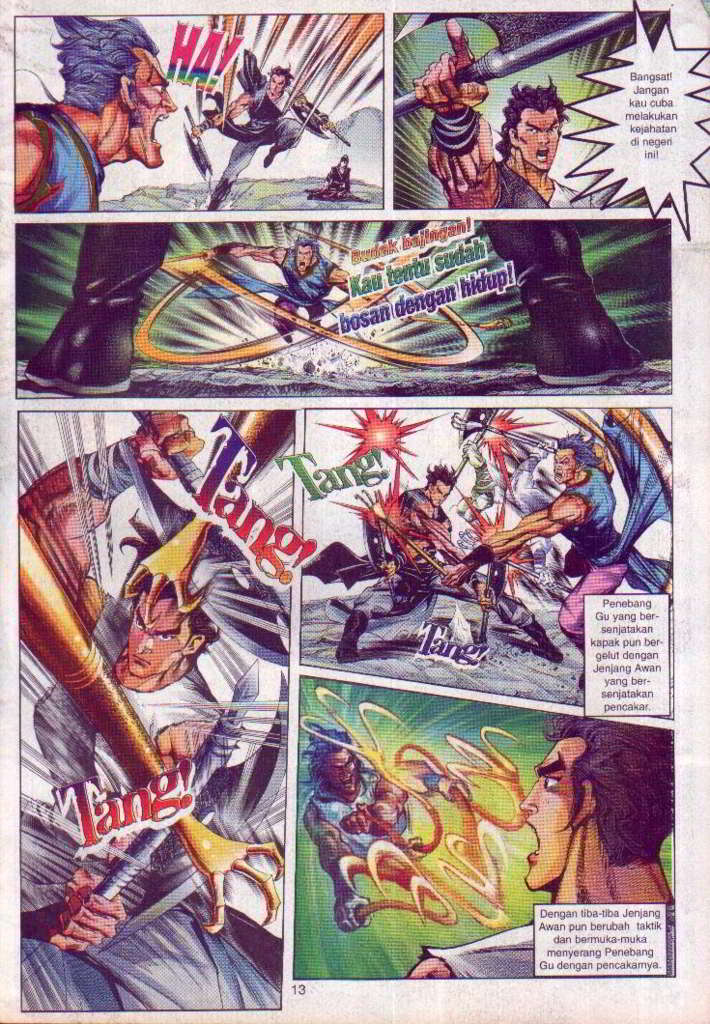 HA!
Bangsat!
Jangan
kau cuba
melakukan
kejahatan
di negeri
ini!
Budak bajingan!
Kau tentu sudah
bosan dengan hidup!
Tang!
Tang!
Tang!
Tang!
Penebang
Gu yang ber-
senjatakan
kapak pun ber-
gelut dengan
Jenjang Awan
yang ber-
senjatakan
pencakar.
Dengan tiba-tiba Jenjang
Awan pun berubah taktik
dan bermuka-muka
menyerang Penebang
Gu dengan pencakarnya.
13